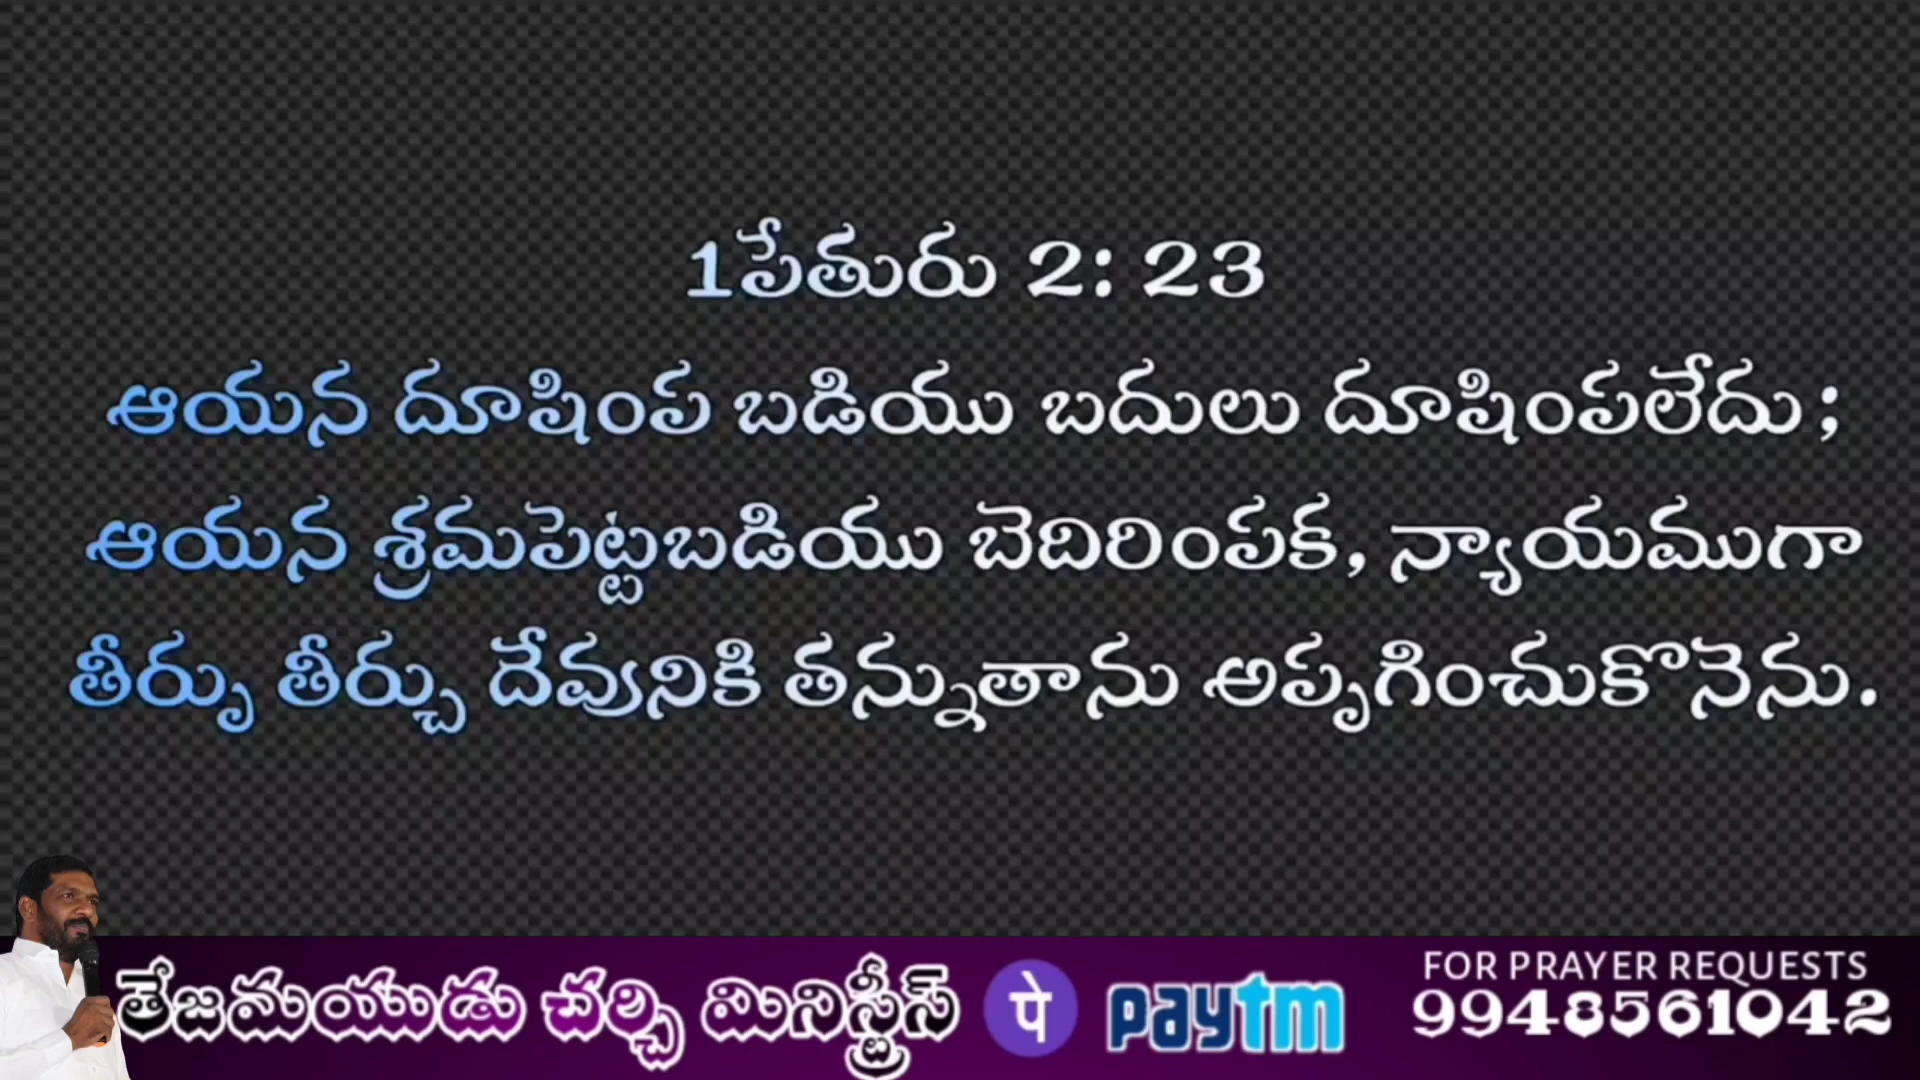 1పేతురు 2: 23
ఆయన దూషింప బడియు బదులు దూషింపలేదు;
ఆయన శ్రమపెట్టబడియు బెదిరింపక, న్యాయముగా
తీర్పు తీర్చు దేవునికి తన్నుతాను అప్పగించుకొనెను.
తేజమయుడు చర్చి మినిస్ట్రీస్ पे paytm
FOR PRAYER REQUESTS
9948561042